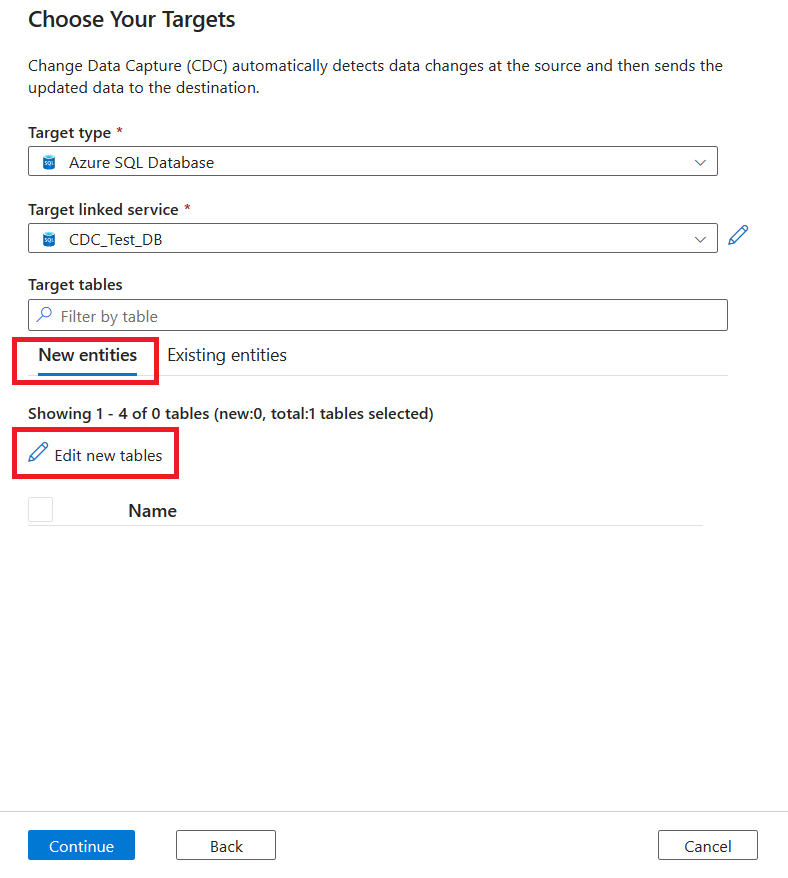 Choose Your Targets
Change Data Capture (CDC) automatically detects data changes at the source and then sends the
updated data to the destination.
Target type *
SQL Azure SQL Database
Target linked service *
SQL CDC_Test_DB
Target tables
Filter by table
New entities Existing entities
Showing 1 - 4 of 0 tables (new:0, total:1 tables selected)
Edit new tables
Name
Continue Back Cancel